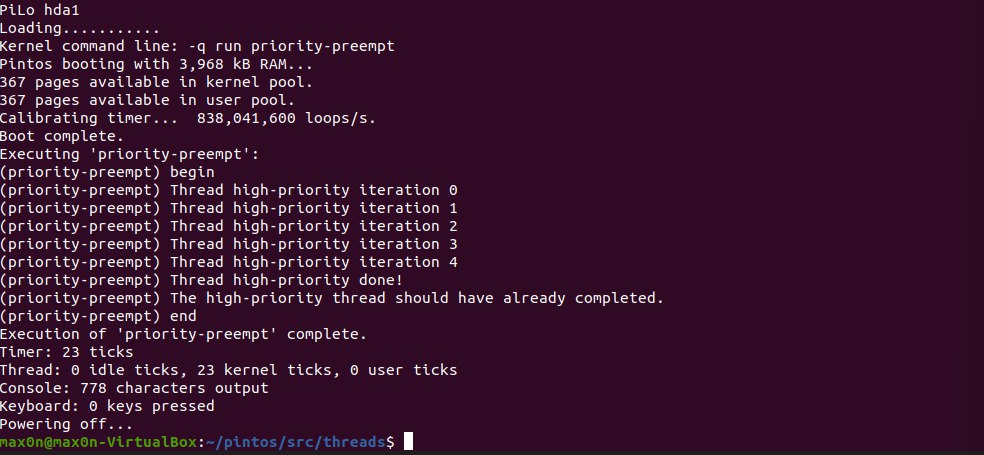 PiLo hda1
Loading...........
Kernel command line: -q run priority-preempt
Pintos booting with 3,968 kB RAM...
367 pages available in kernel pool.
367 pages available in user pool.
Calibrating timer...  838,041,600 loops/s.
Boot complete.
Executing 'priority-preempt':
(priority-preempt) begin
(priority-preempt) Thread high-priority iteration 0
(priority-preempt) Thread high-priority iteration 1
(priority-preempt) Thread high-priority iteration 2
(priority-preempt) Thread high-priority iteration 3
(priority-preempt) Thread high-priority iteration 4
(priority-preempt) Thread high-priority done!
(priority-preempt) The high-priority thread should have already completed.
(priority-preempt) end
Execution of 'priority-preempt' complete.
Timer: 23 ticks
Thread: 0 idle ticks, 23 kernel ticks, 0 user ticks
Console: 778 characters output
Keyboard: 0 keys pressed
Powering off...
max0n@max0n-VirtualBox:~/pintos/src/threads$